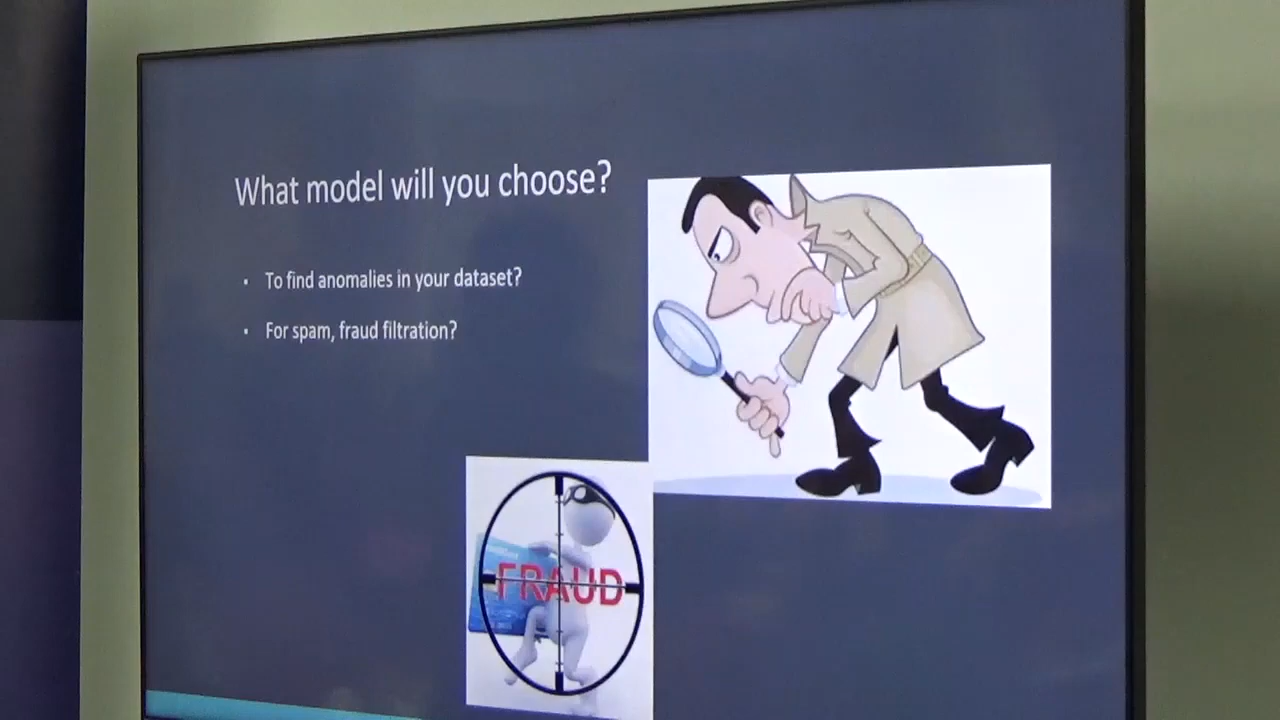 What model will you choose?
To find anomalies in your dataset?
For spam, fraud filtration?
FRAUD